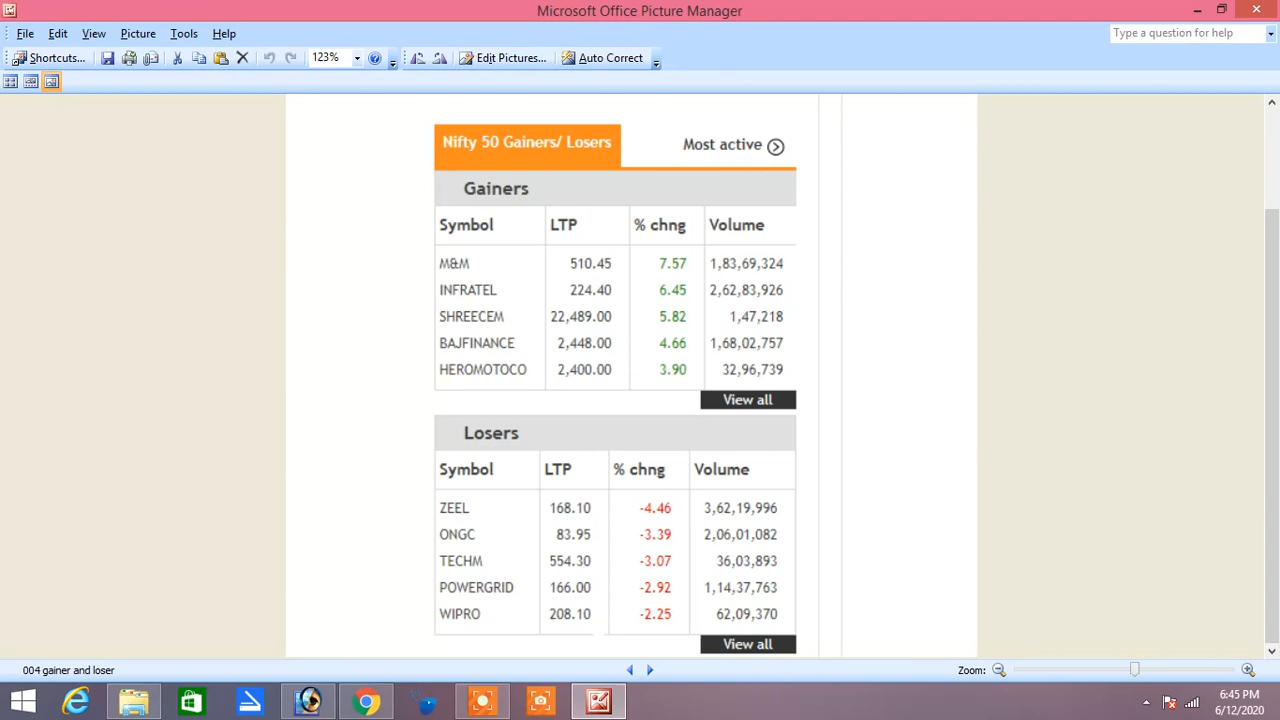 Microsoft Office Picture Manager
File Edit View Picture Tools Help
Type a question for help
Shortcuts... 123% Edit Pictures... Auto Correct
Nifty 50 Gainers/ Losers Most active
Gainers
Symbol LTP % chng Volume
M&M 510.45 7.57 1,83,69,324
INFRATEL 224.40 6.45 2,62,83,926
SHREECEM 22,489.00 5.82 1,47,218
BAJFINANCE 2,448.00 4.66 1,68,02,757
HEROMOTOCO 2,400.00 3.90 32,96,739
View all
Losers
Symbol LTP % chng Volume
ZEEL 168.10 -4.46 3,62,19,996
ONGC 83.95 -3.39 2,06,01,082
TECHM 554.30 -3.07 36,03,893
POWERGRID 166.00 -2.92 1,14,37,763
WIPRO 208.10 -2.25 62,09,370
View all
004 gainer and loser Zoom:
6:45 PM
6/12/2020